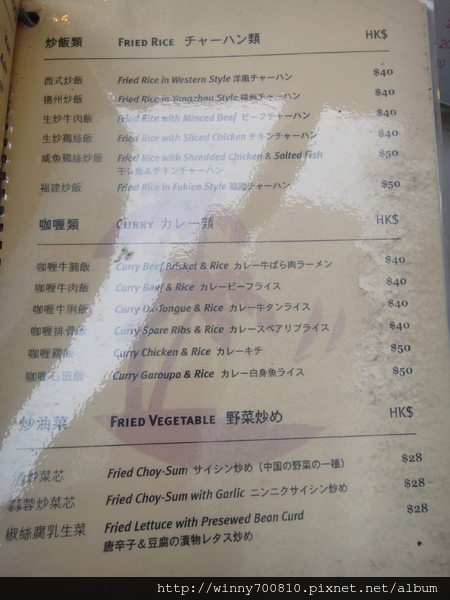 炒飯類 FRIED RICE チャーハン類 HK$
西式炒飯 Fried Rice in Western Style 洋風チャーハン $40
揚州炒飯 Fried Rice in Yangzhou Style 揚州チャーハン $40
生炒牛肉飯 Fried Rice with Minced Beef ビーフチャーハン $40
生炒鷄絲飯 Fried Rice with Sliced Chicken チキンチャーハン $40
咸魚鷄絲炒飯 Fried Rice with Shredded Chicken & Salted Fish $50
干し魚&チキンチャーハン
福建炒飯 Fried Rice in Fukien Style 福建チャーハン $50
咖喱類 CURRY カレー類 HK$
咖喱牛腩飯 Curry Beef Brisket & Rice カレー牛ばら肉ラーメン $40
咖喱牛肉飯 Curry Beef & Rice カレービーフライス $40
咖喱牛脷飯 Curry Ox-Tongue & Rice カレー牛タンライス $40
咖喱排骨飯 Curry Spare Ribs & Rice カレースペアリブライス $40
咖喱鷄飯 Curry Chicken & Rice カレーキチ $50
咖喱石班飯 Curry Garoupa & Rice カレー白身魚ライス $50
炒油菜 FRIED VEGETABLE 野菜炒め HK$
炒菜芯 Fried Choy-Sum サイシン炒め（中国の野菜の一種） $28
蒜蓉炒菜芯 Fried Choy-Sum with Garlic ニンニクサイシン炒め $28
椒絲腐乳生菜 Fried Lettuce with Presewed Bean Curd $28
唐辛子＆豆腐の漬物レタス炒め
http://winny700810.pixnet.net/album